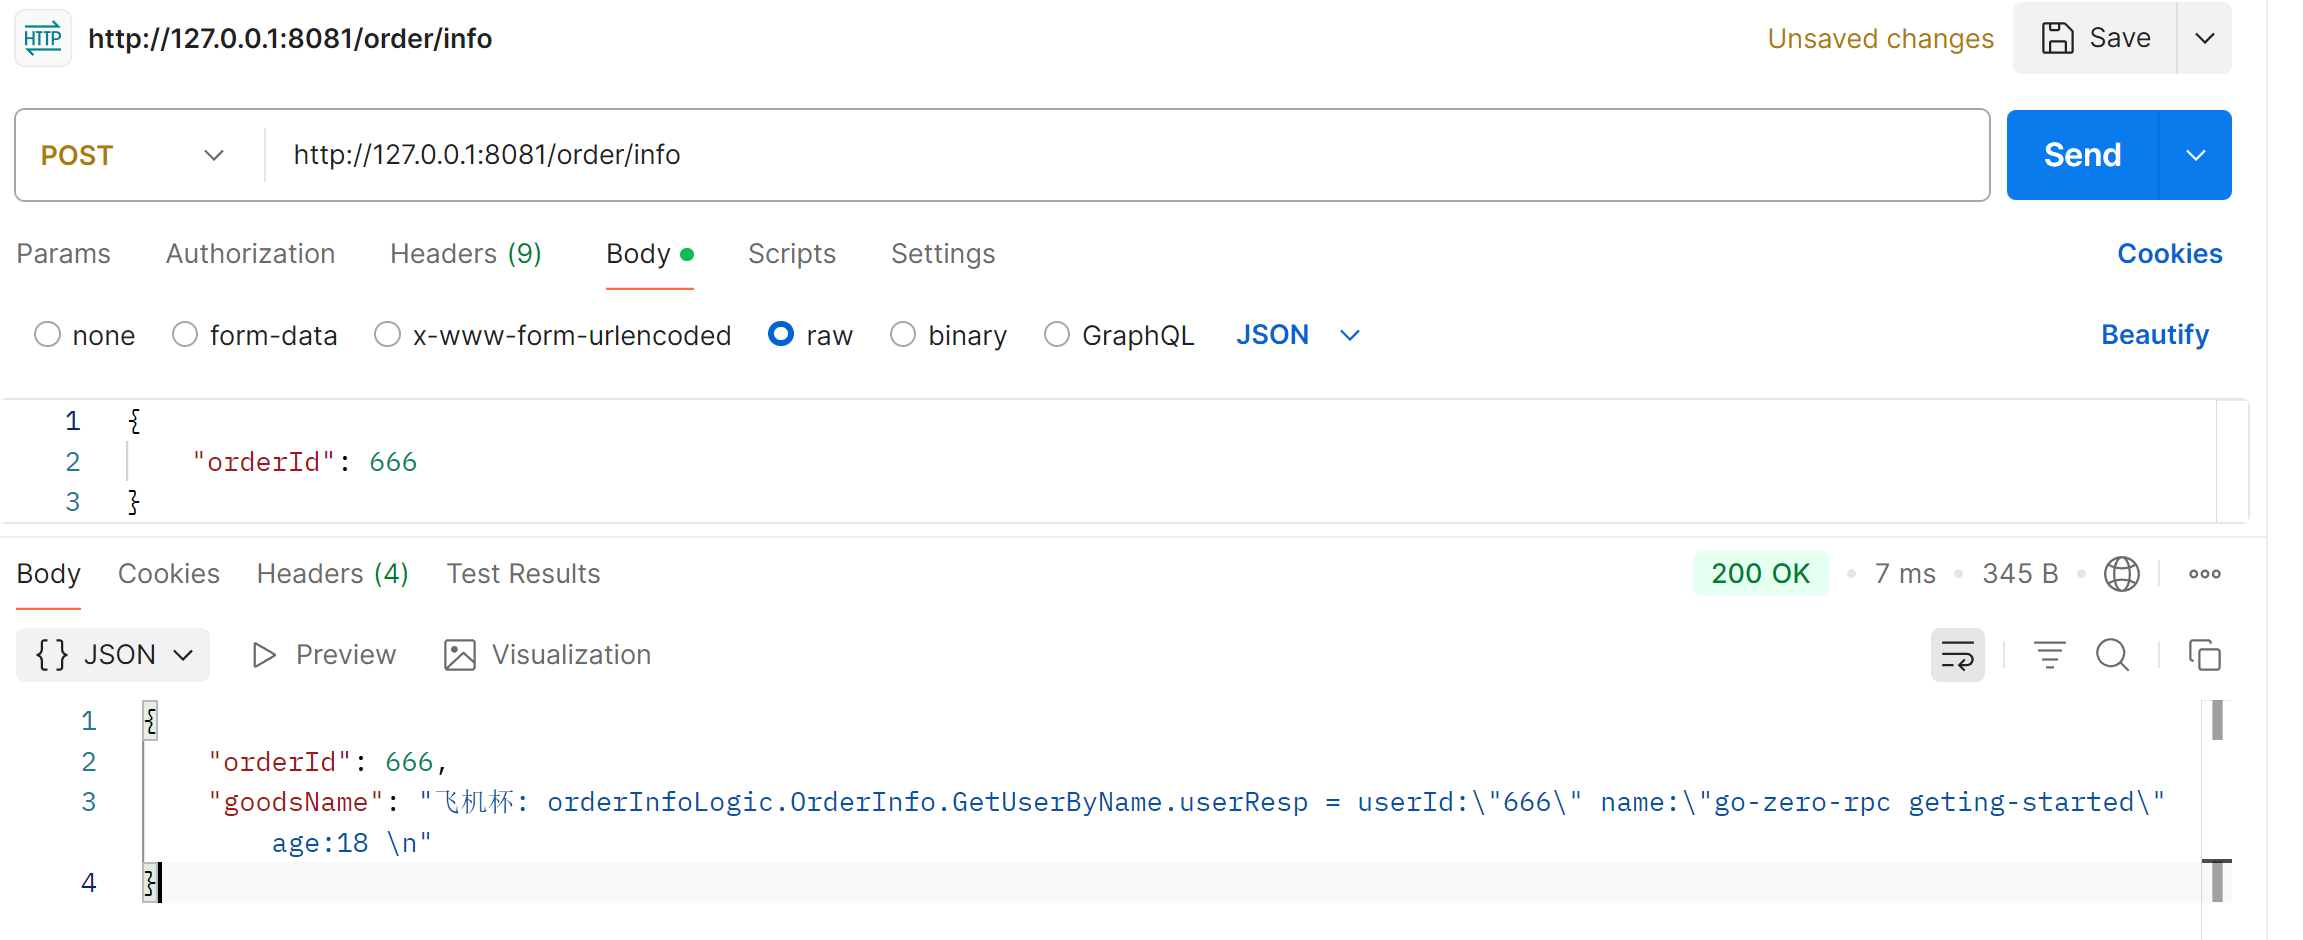 HTTP http://127.0.0.1:8081/order/info Unsaved changes Save
POST http://127.0.0.1:8081/order/info Send
Params Authorization Headers (9) Body Scripts Settings Cookies
none form-data x-www-form-urlencoded raw binary GraphQL JSON Beautify
1 {
2 "orderId": 666
3 }
Body Cookies Headers (4) Test Results 200 OK 7 ms 345 B
{} JSON Preview Visualization
1 {
2 "orderId": 666,
3 "goodsName": "飞机杯: orderInfoLogic.OrderInfo.GetUserByName.userResp = userId:\"666\" name:\"go-zero-rpc geting-started\"
age:18 \n"
4 }